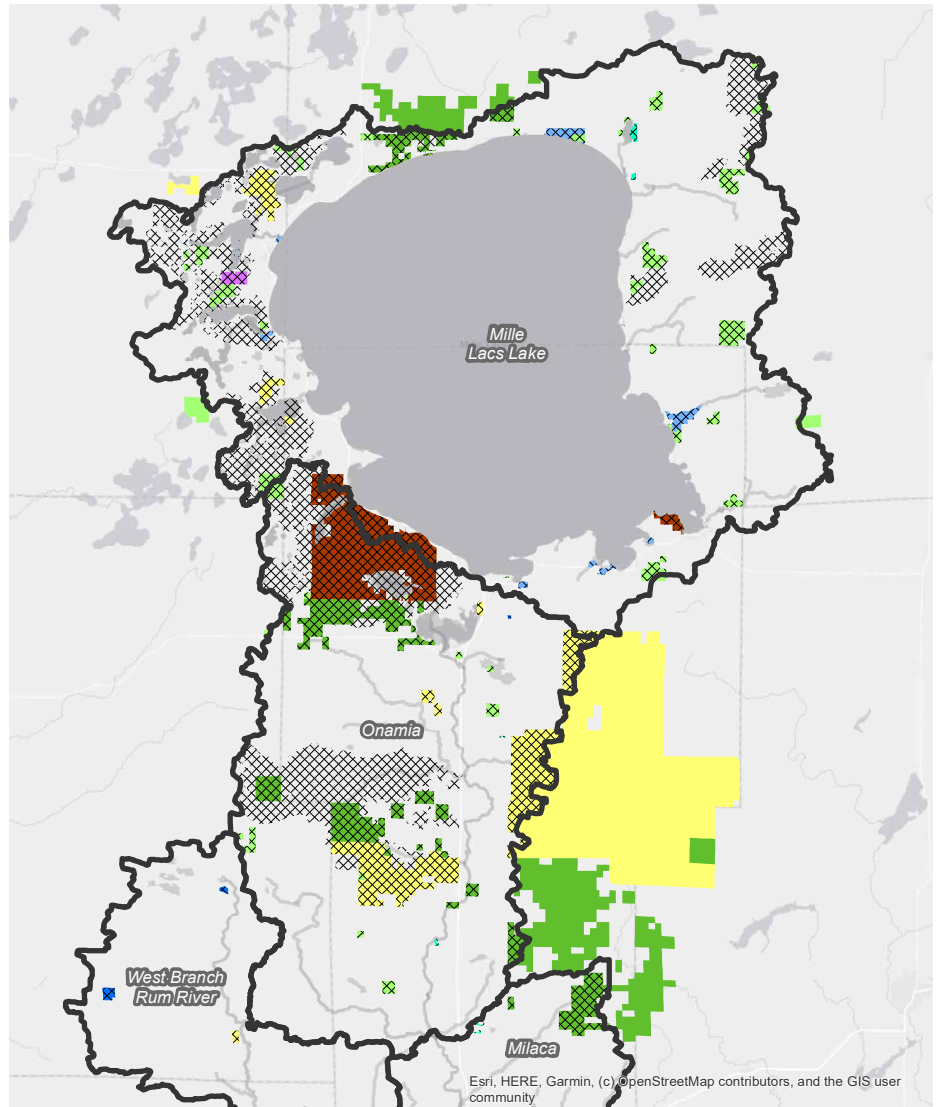 Mille
Lacs Lake
Onamia
West Branch
Rum River
Milaca
Esri, HERE, Garmin, (c) OpenStreetMap contributors, and the GIS user
community